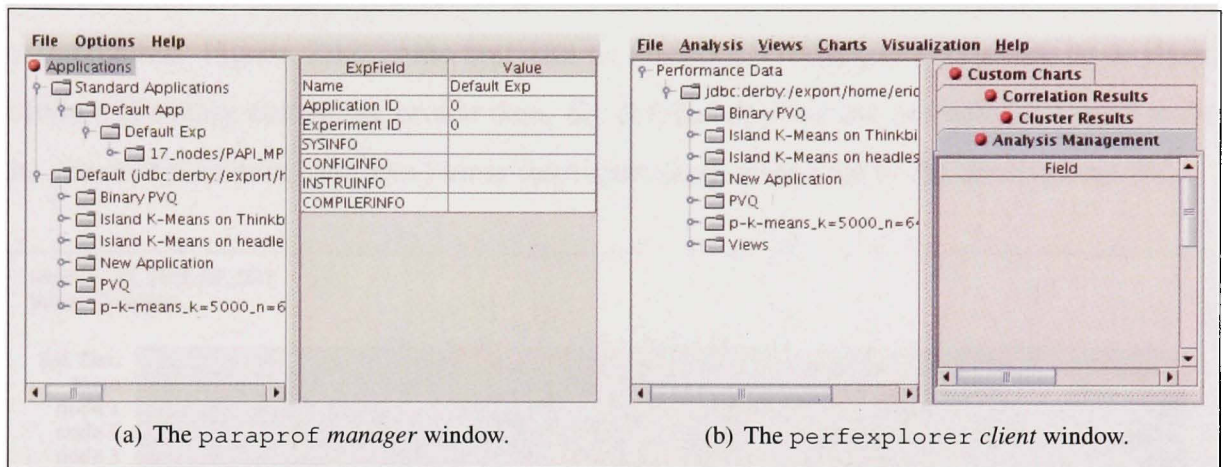 File Options Help
Applications
Standard Applications
Default App
Default Exp
17_nodes/PAPI_MP
Default (jdbc:derby:/export/h
Binary PVQ
Island K-Means on Thinkb
Island K-Means on headle
New Application
PVQ
p-k-means_k=5000_n=6
ExpField Value
Name Default Exp
Application ID 0
Experiment ID 0
SYSINFO
CONFIGINFO
INSTRUINFO
COMPILERINFO
(a) The paraprof manager window.
File Analysis Views Charts Visualization Help
Performance Data
jdbc:derby:/export/home/eric
Binary PVQ
Island K-Means on Thinkbi
Island K-Means on headles
New Application
PVQ
p-k-means_k=5000_n=64
Views
Custom Charts
Correlation Results
Cluster Results
Analysis Management
Field
(b) The perfexplorer client window.